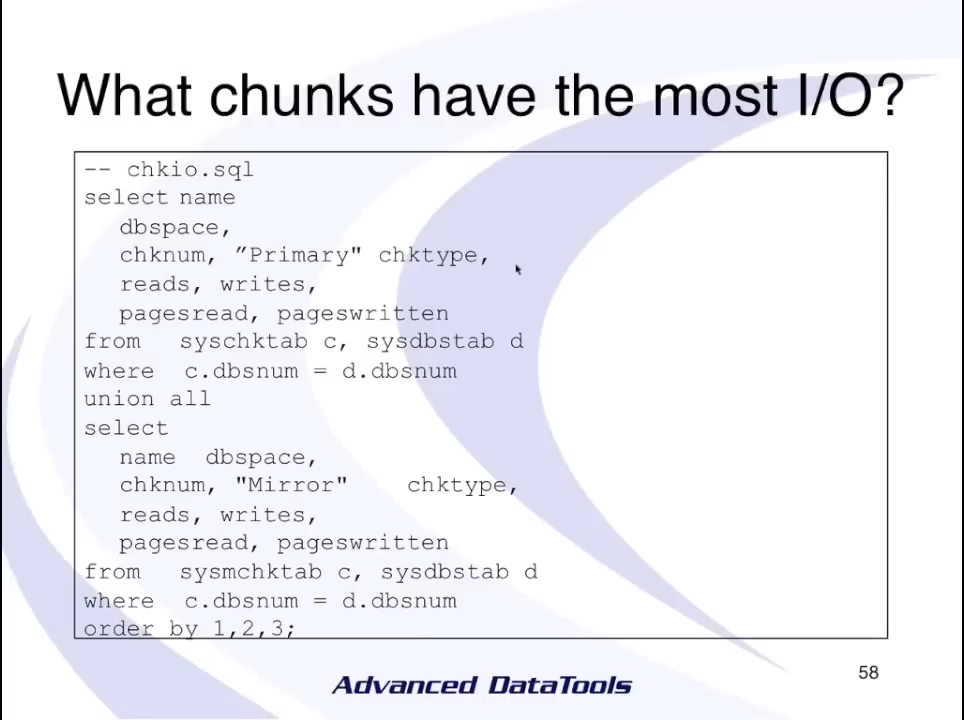 What chunks have the most I/O?
-- chkio.sql
select name
dbspace,
chknum, ”Primary" chktype,
reads, writes,
pagesread, pageswritten
from syschktab c, sysdbstab d
where c.dbsnum = d.dbsnum
union all
select
name dbspace,
chknum, "Mirror" chktype,
reads, writes,
pagesread, pageswritten
from sysmchktab c, sysdbstab d
where c.dbsnum = d.dbsnum
order by 1,2,3;
Advanced DataTools
58